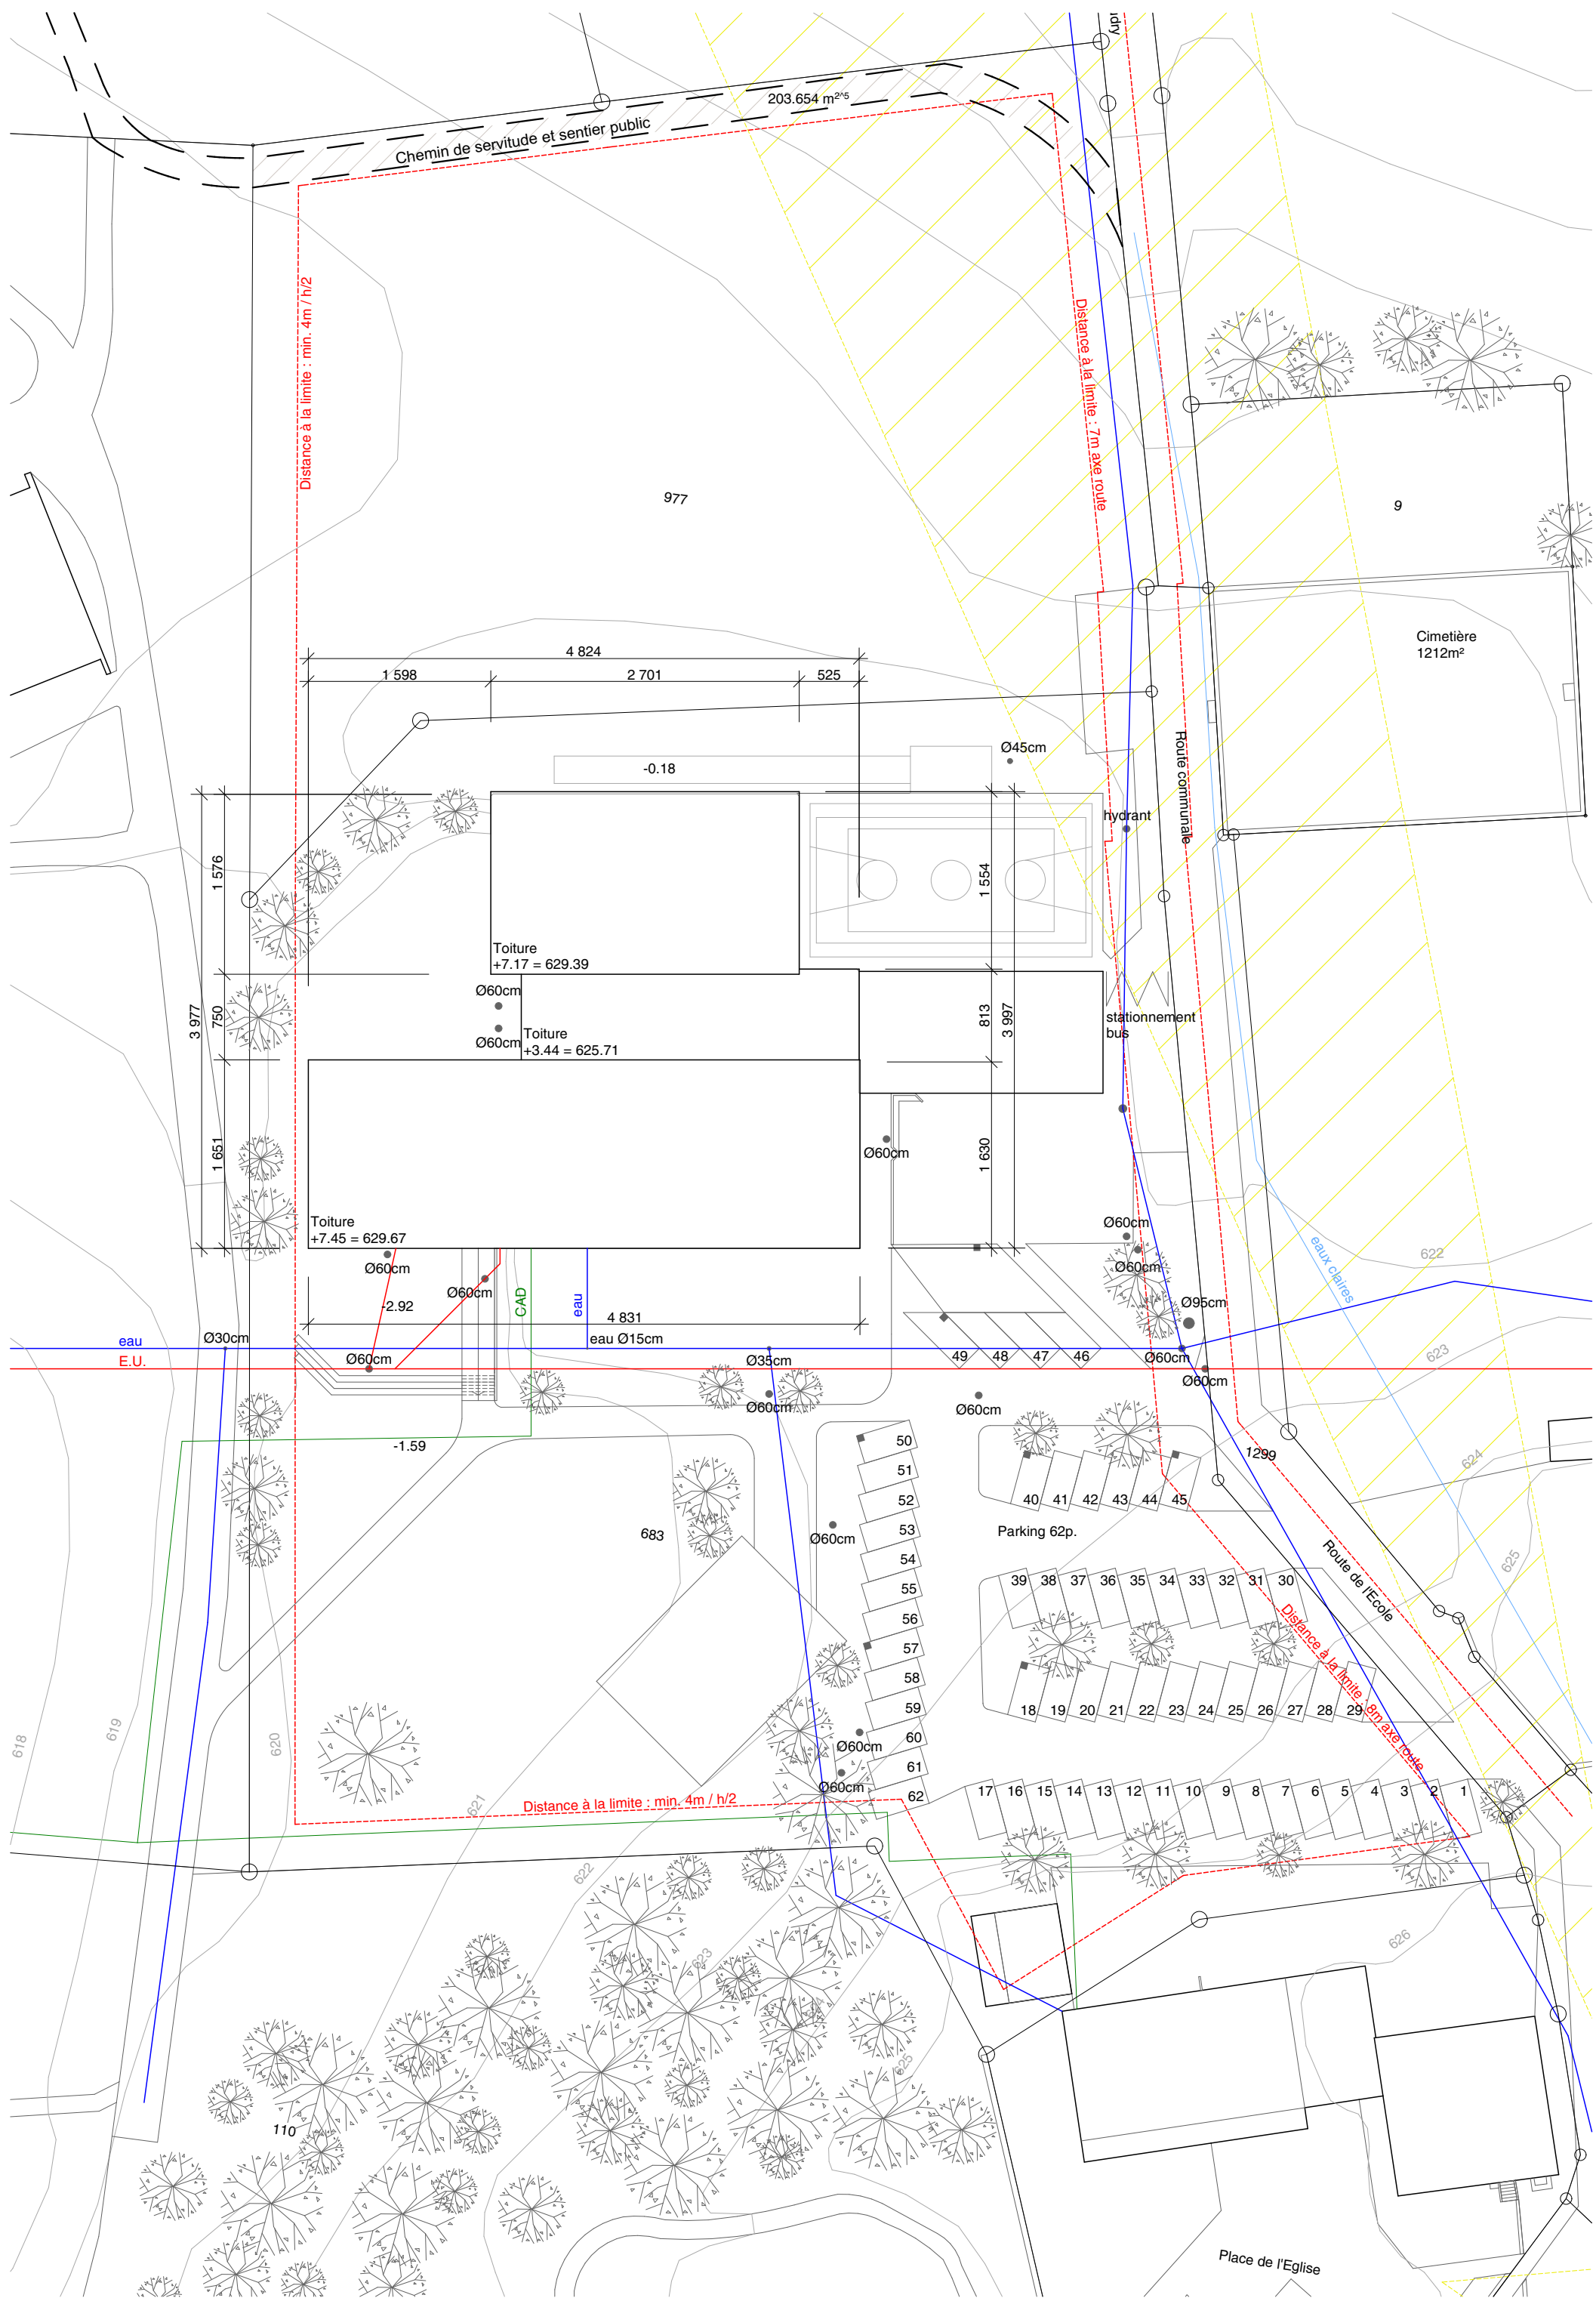 udry
203.654 m²^5
Chemin de servitude et sentier public
Distance à la limite : min. 4m / h/2
Distance à la limite : 7m axe route
977
9
Cimetière
1212m²
4 824
1 598
2 701
525
Route communale
Ø45cm
-0.18
hydrant
1 576
1 554
Toiture
+7.17 = 629.39
Ø60cm
3 977
750
813
3 997
stationnement
bus
Toiture
+3.44 = 625.71
Ø60cm
1 651
1 630
Ø60cm
Toiture
+7.45 = 629.67
Ø60cm
622
eaux claires
Ø60cm
Ø60cm
Ø60cm
CAD
eau
-2.92
4 831
Ø95cm
eau
Ø30cm
eau Ø15cm
E.U.
Ø60cm
Ø35cm
49
48
47
46
Ø60cm
623
Ø60cm
Ø60cm
Ø60cm
-1.59
50
1299
624
51
52
40
41
42
43
44
45
683
Ø60cm
53
Parking 62p.
54
625
Route de l'Ecole
55
39
38
37
36
35
34
33
32
31
30
56
Distance à la limite : 8m axe route
57
58
59
18
19
20
21
22
23
24
25
26
27
28
29
618
619
620
60
Ø60cm
61
Ø60cm
62
17
16
15
14
13
12
11
10
9
8
7
6
5
4
3
2
1
621
Distance à la limite : min. 4m / h/2
622
623
626
624
625
110
Place de l'Eglise